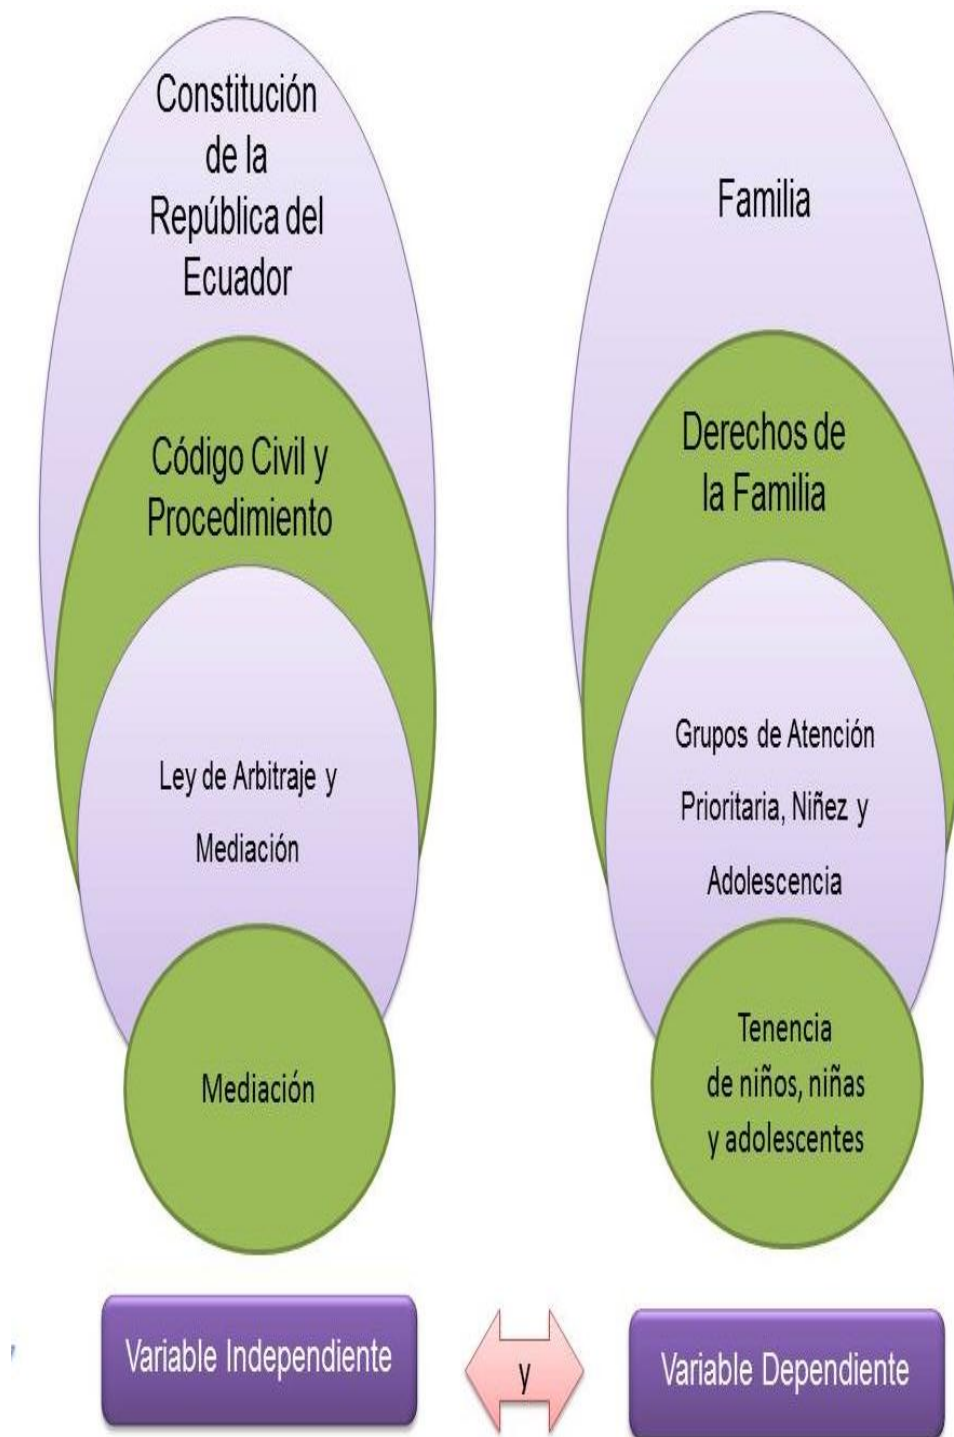 Constitución
de la
República del
Ecuador
Código Civil y
Procedimiento
Ley de Arbitraje y
Mediación
Mediación
Variable Independiente
y
Familia
Derechos de
la Familia
Grupos de Atención
Prioritaria, Niñez y
Adolescencia
Tenencia
de niños, niñas
y adolescentes
Variable Dependiente